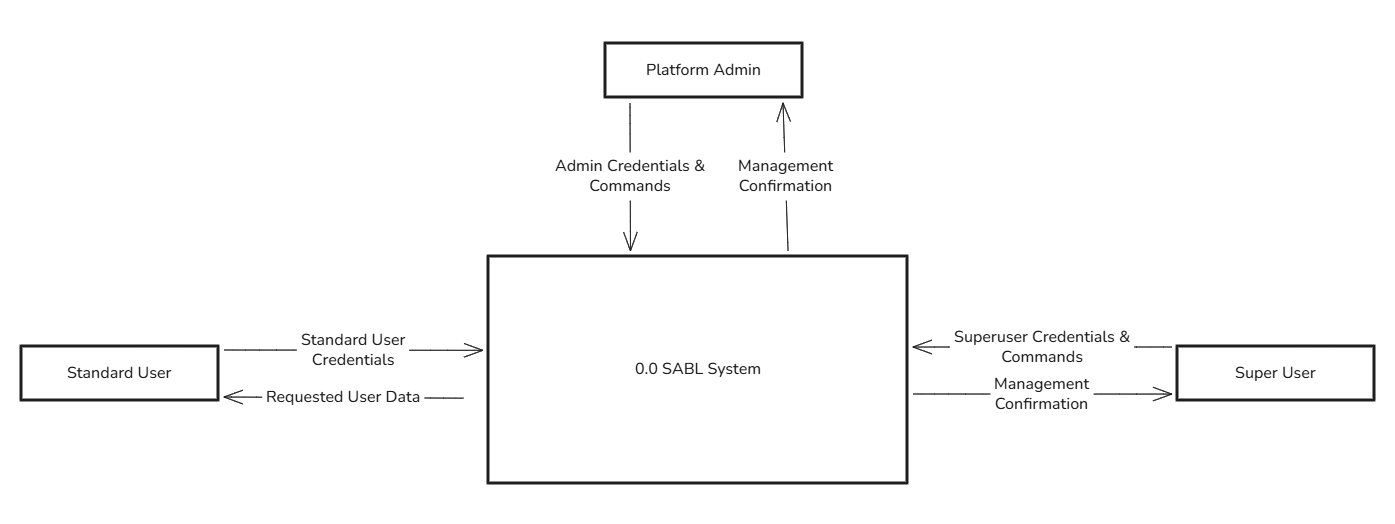 Platform Admin
Admin Credentials &
Commands
Management
Confirmation
Standard User
Credentials
Requested User Data
Standard User
0.0 SABL System
Superuser Credentials &
Commands
Management
Confirmation
Super User